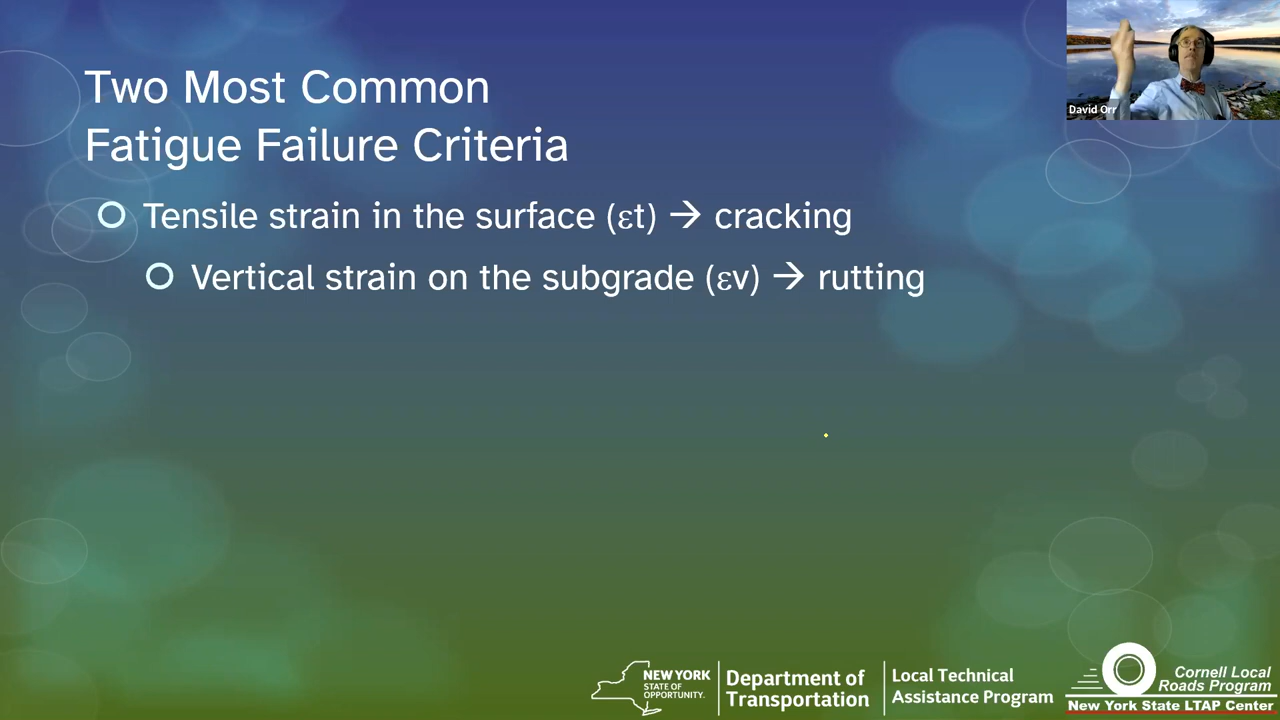 Two Most Common
Fatigue Failure Criteria
Tensile strain in the surface (εt) → cracking
Vertical strain on the subgrade (εv) → rutting
David Orr
NEW YORK
STATE OF
OPPORTUNITY.
Department of
Transportation
Local Technical
Assistance Program
Cornell Local
Roads Program
New York State LTAP Center